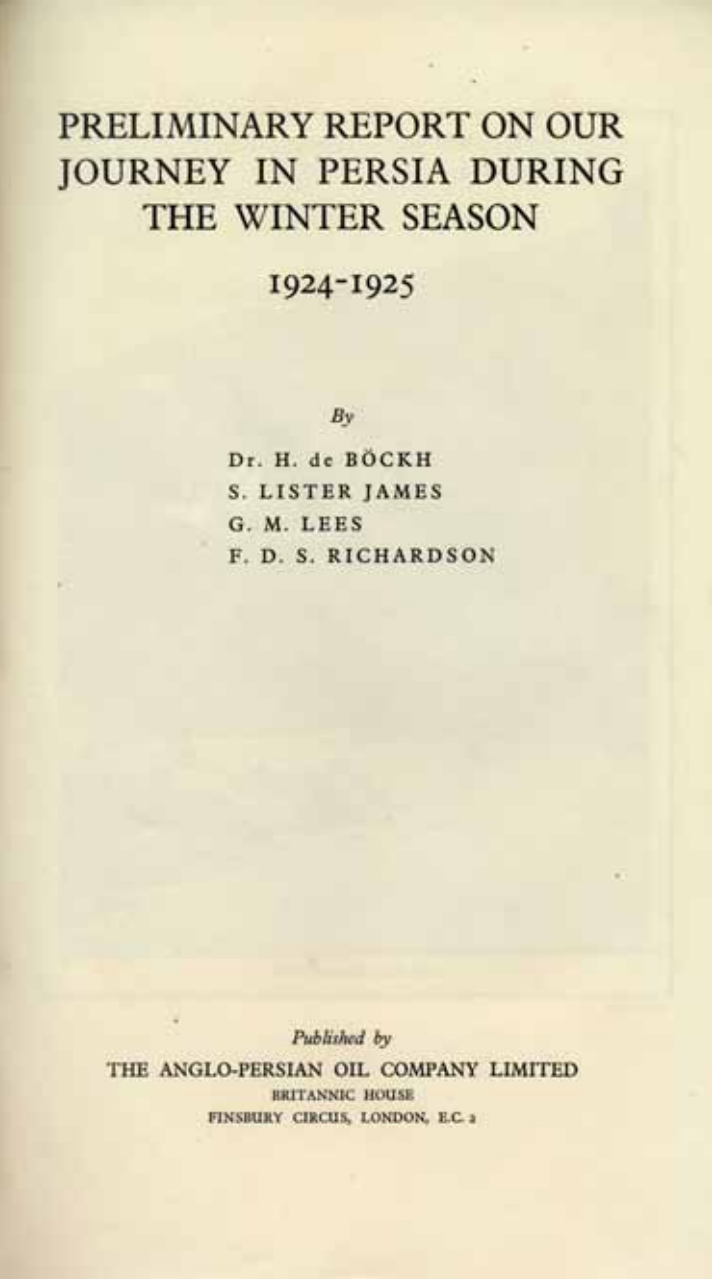 PRELIMINARY REPORT ON OUR
JOURNEY IN PERSIA DURING
THE WINTER SEASON
1924-1925
By
Dr. H. de BÖCKH
S. LISTER JAMES
G. M. LEES
F. D. S. RICHARDSON
Published by
THE ANGLO-PERSIAN OIL COMPANY LIMITED
BRITANNIC HOUSE
FINSBURY CIRCUS, LONDON, E.C. 2